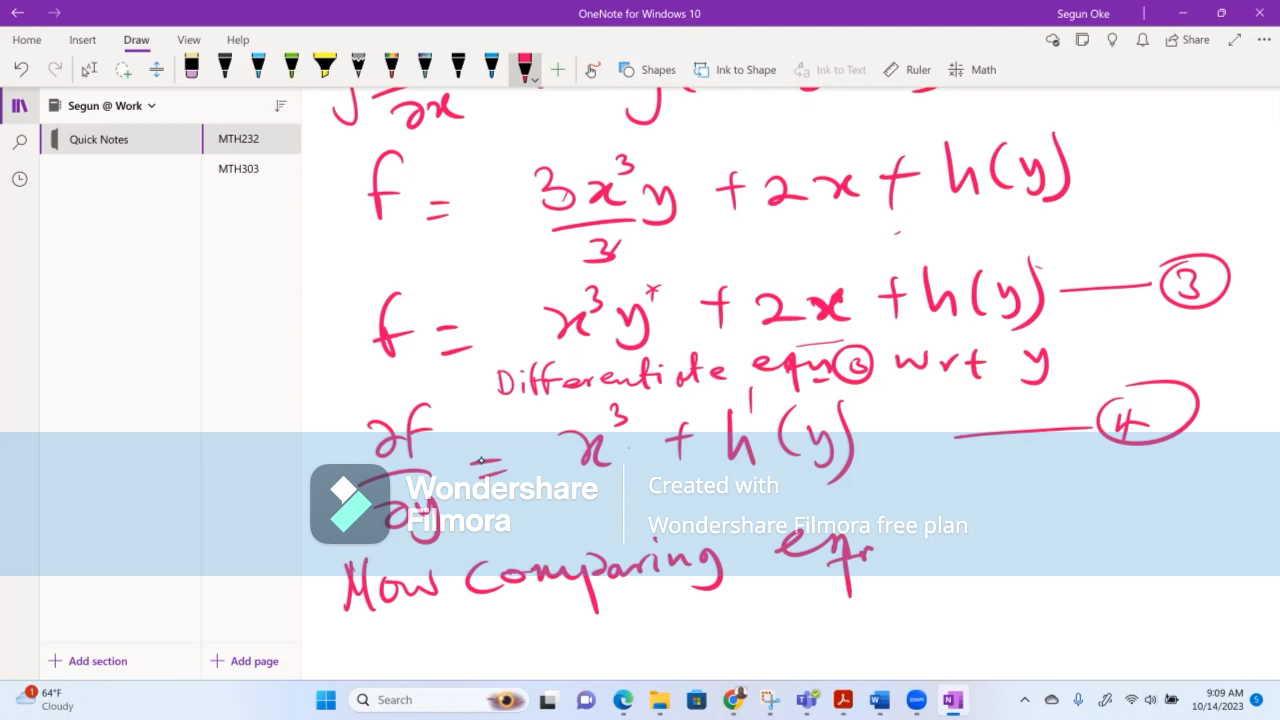 OneNote for Windows 10
Segun Oke
Home Insert Draw View Help
Share
Shapes Ink to Shape Ink to Text Ruler Math
Segun @ Work
Quick Notes
MTH232
MTH303
∂x
f = 3x³y/3 + 2x + h(y)
f = x³y + 2x + h(y) —— ③
Differentiate eqn ③ wrt y
∂f/∂y = x³ + h'(y) —— ④
Now comparing eqn
Wondershare Filmora
Created with
Wondershare Filmora free plan
Add section
Add page
1
64°F
Cloudy
Search
9:09 AM
10/14/2023
5